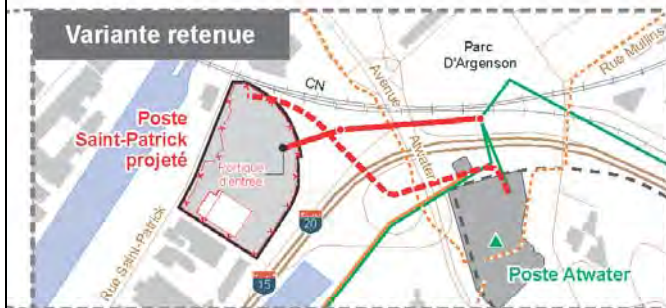 Variante retenue
Parc
D'Argenson
Rue Mullins
CN
Avenue
Atwater
Poste
Saint-Patrick
projeté
Portique
d'entrée
Rue Saint-Patrick
20
15
Poste Atwater